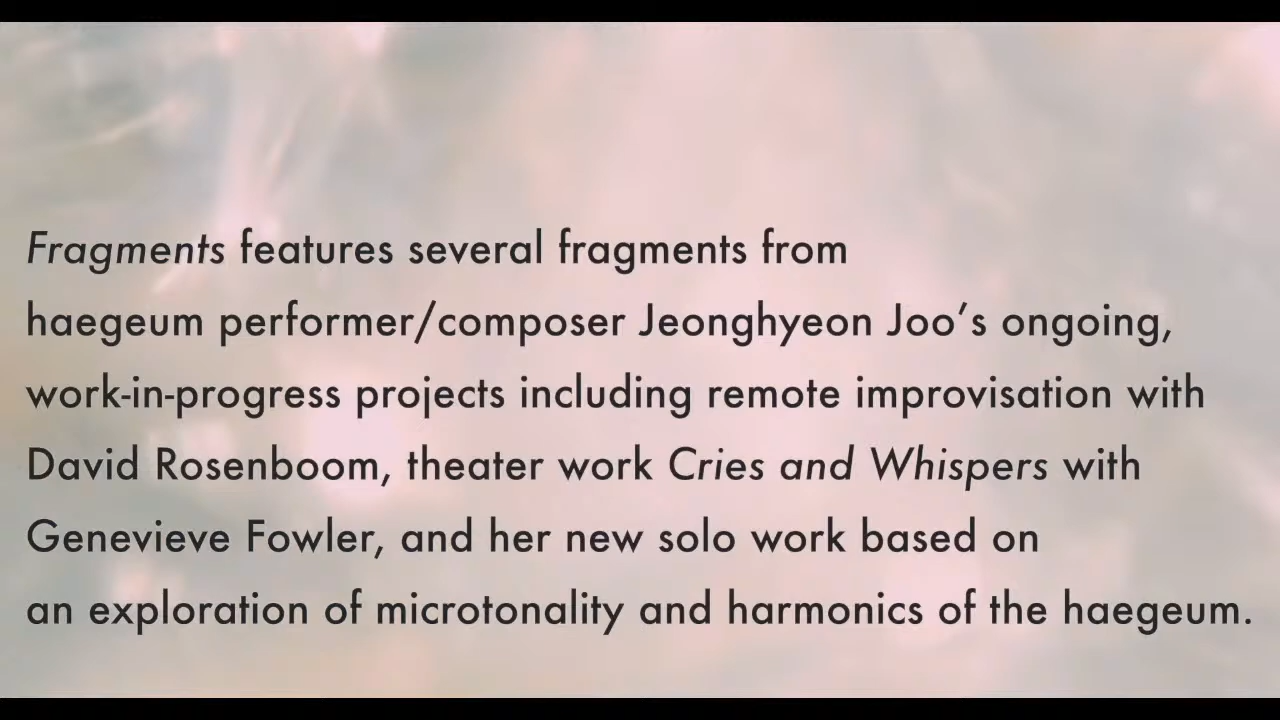 Fragments features several fragments from
haegeum performer/composer Jeonghyeon Joo’s ongoing,
work-in-progress projects including remote improvisation with
David Rosenboom, theater work Cries and Whispers with
Genevieve Fowler, and her new solo work based on
an exploration of microtonality and harmonics of the haegeum.